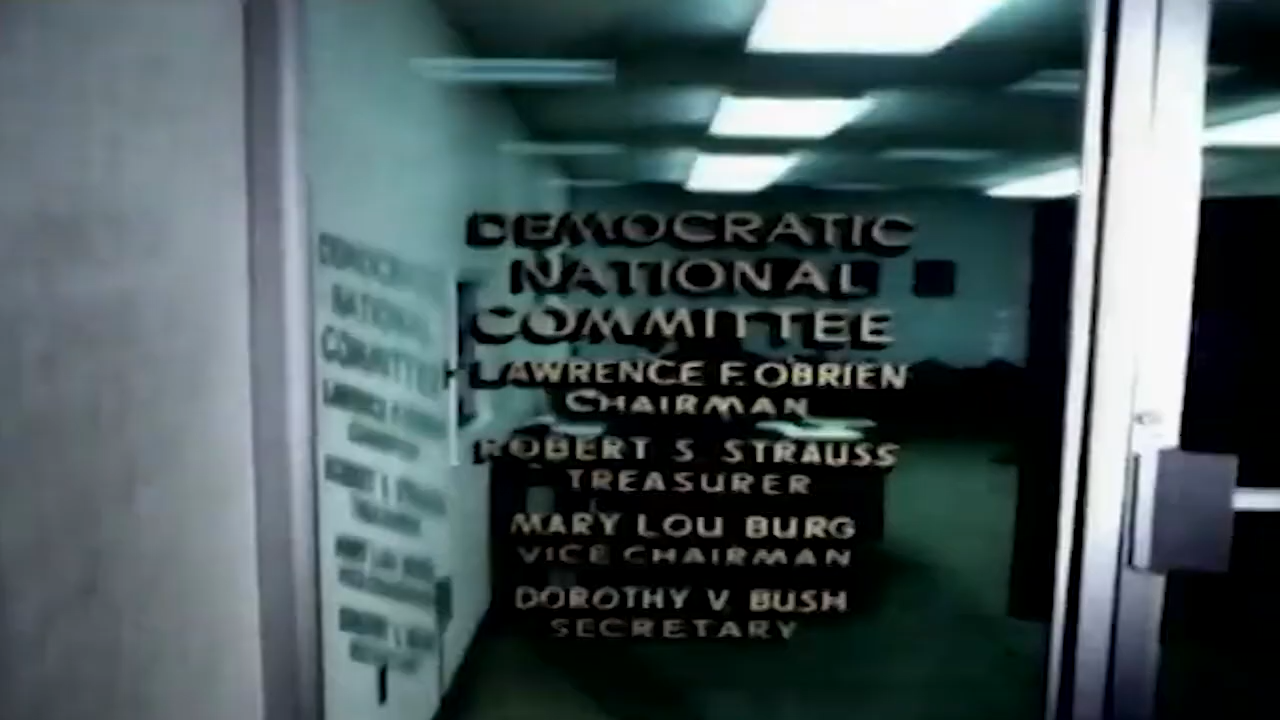 DEMOCRATIC
NATIONAL
COMMITTEE
LAWRENCE F. OBRIEN
CHAIRMAN
ROBERT S. STRAUSS
TREASURER
MARY LOU BURG
VICE CHAIRMAN
DOROTHY V. BUSH
SECRETARY